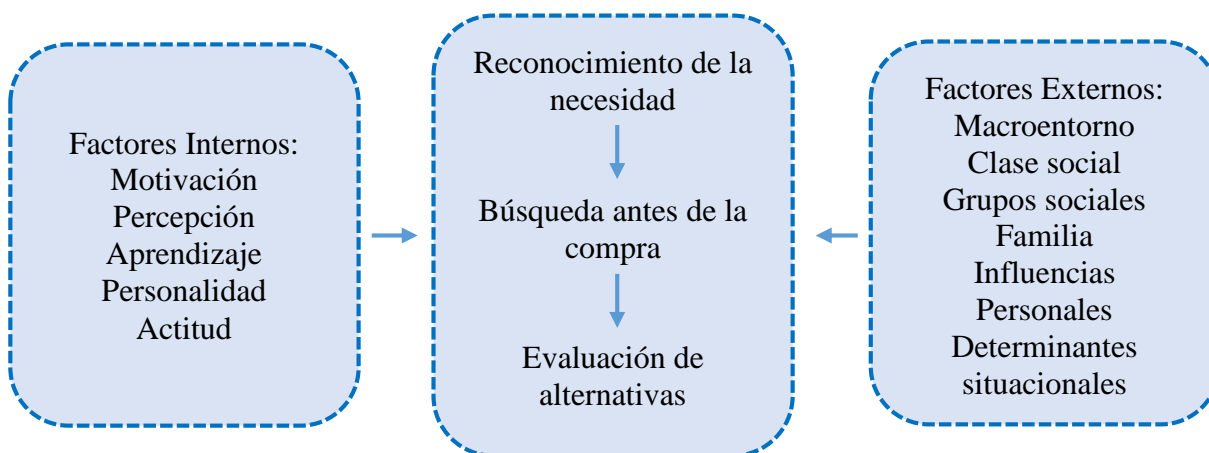 Factores Internos:
Motivación
Percepción
Aprendizaje
Personalidad
Actitud
Reconocimiento de la
necesidad
Búsqueda antes de la
compra
Evaluación de
alternativas
Factores Externos:
Macroentorno
Clase social
Grupos sociales
Familia
Influencias
Personales
Determinantes
situacionales